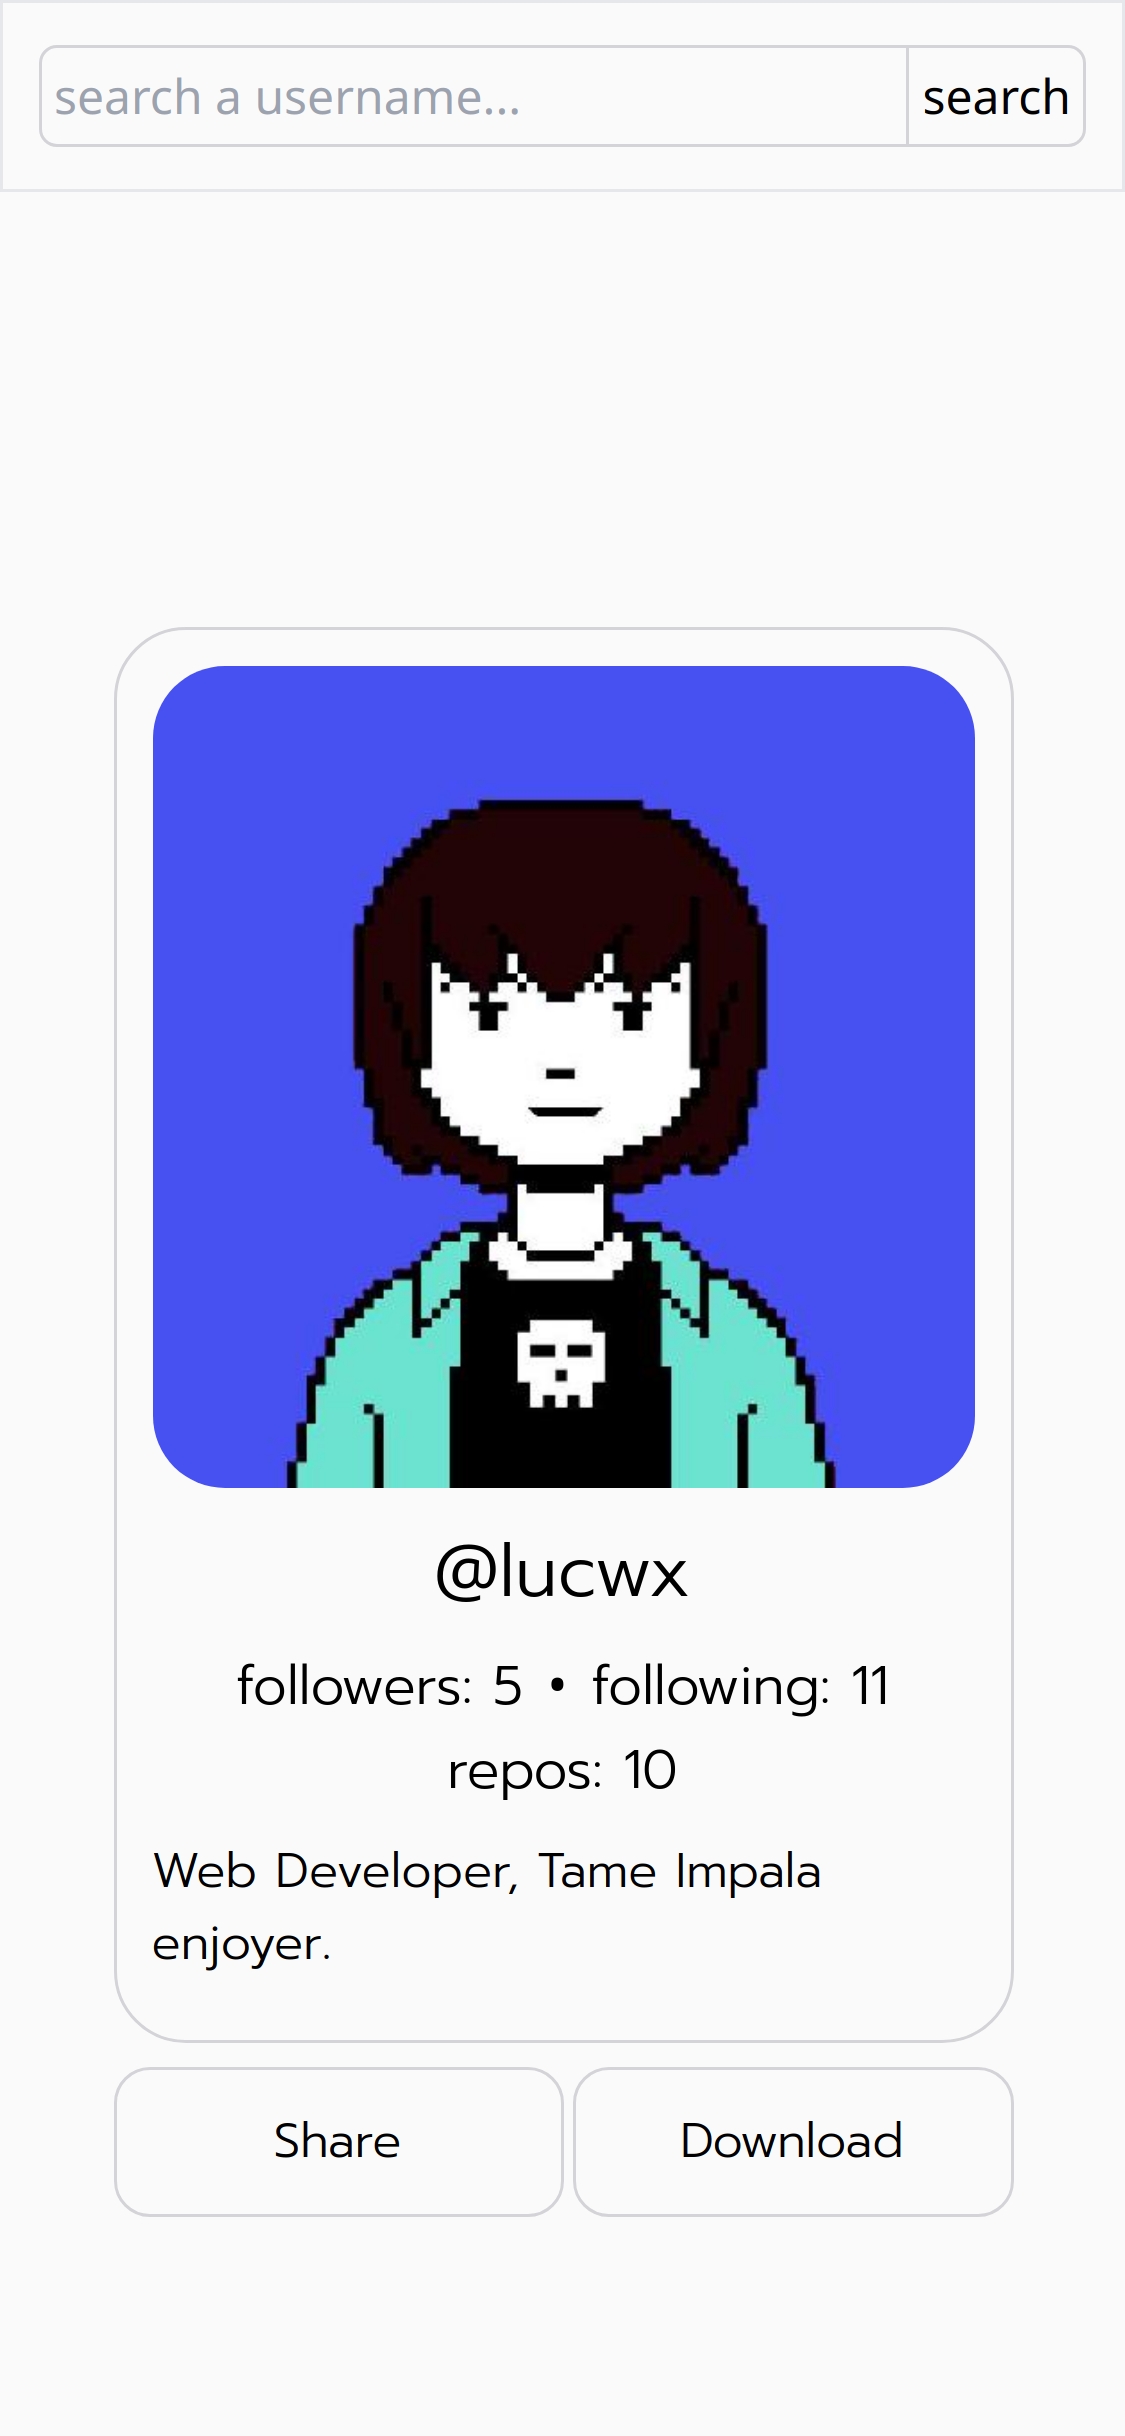 search a username...
search
@lucwx
followers: 5 • following: 11
repos: 10
Web Developer, Tame Impala
enjoyer.
Share
Download